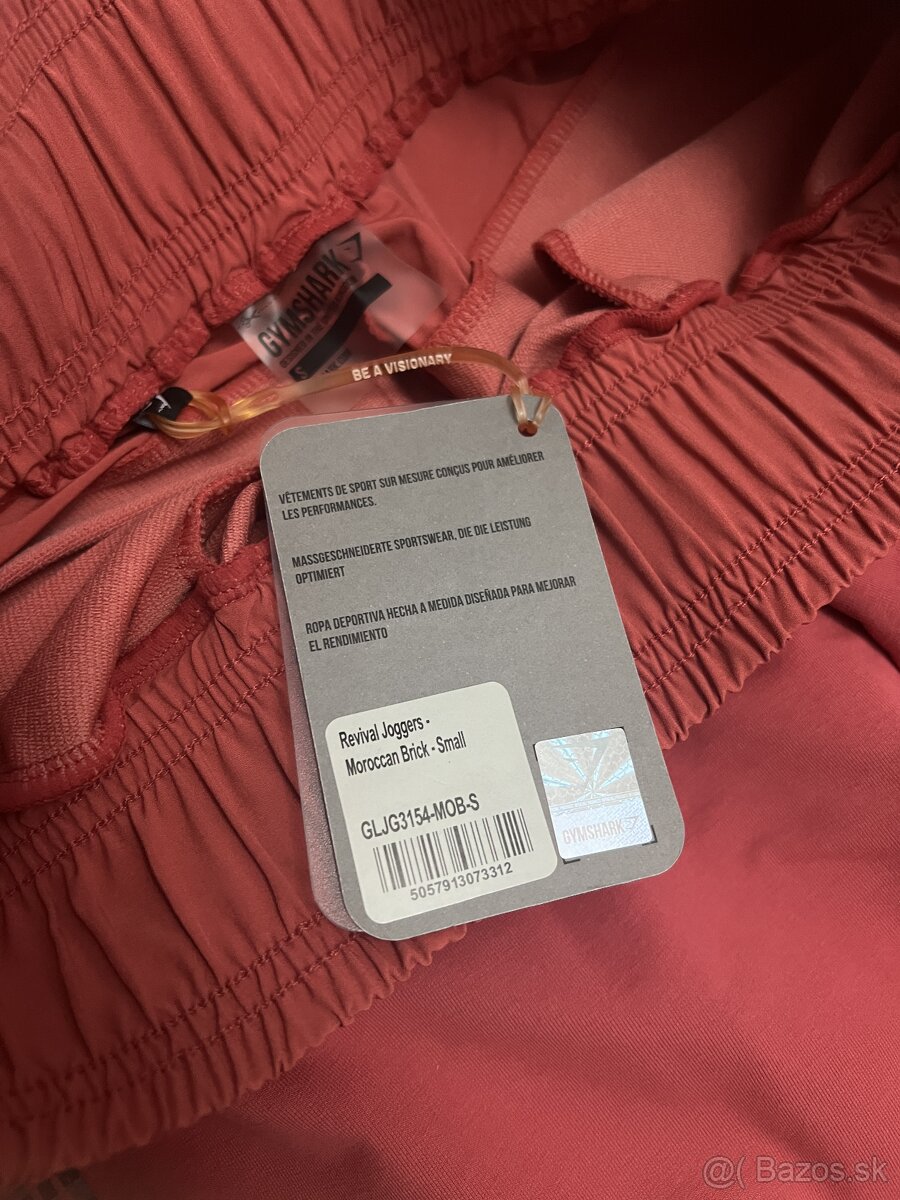 GYMSHARK
S
BE A VISIONARY
VÊTEMENTS DE SPORT SUR MESURE CONÇUS POUR AMÉLIORER
LES PERFORMANCES.
MASSGESCHNEIDERTE SPORTSWEAR, DIE DIE LEISTUNG
OPTIMIERT
ROPA DEPORTIVA HECHA A MEDIDA DISEÑADA PARA MEJORAR
EL RENDIMIENTO
Revival Joggers -
Moroccan Brick - Small
GLJG3154-MOB-S
5057913073312
GYMSHARK
@( Bazos.sk